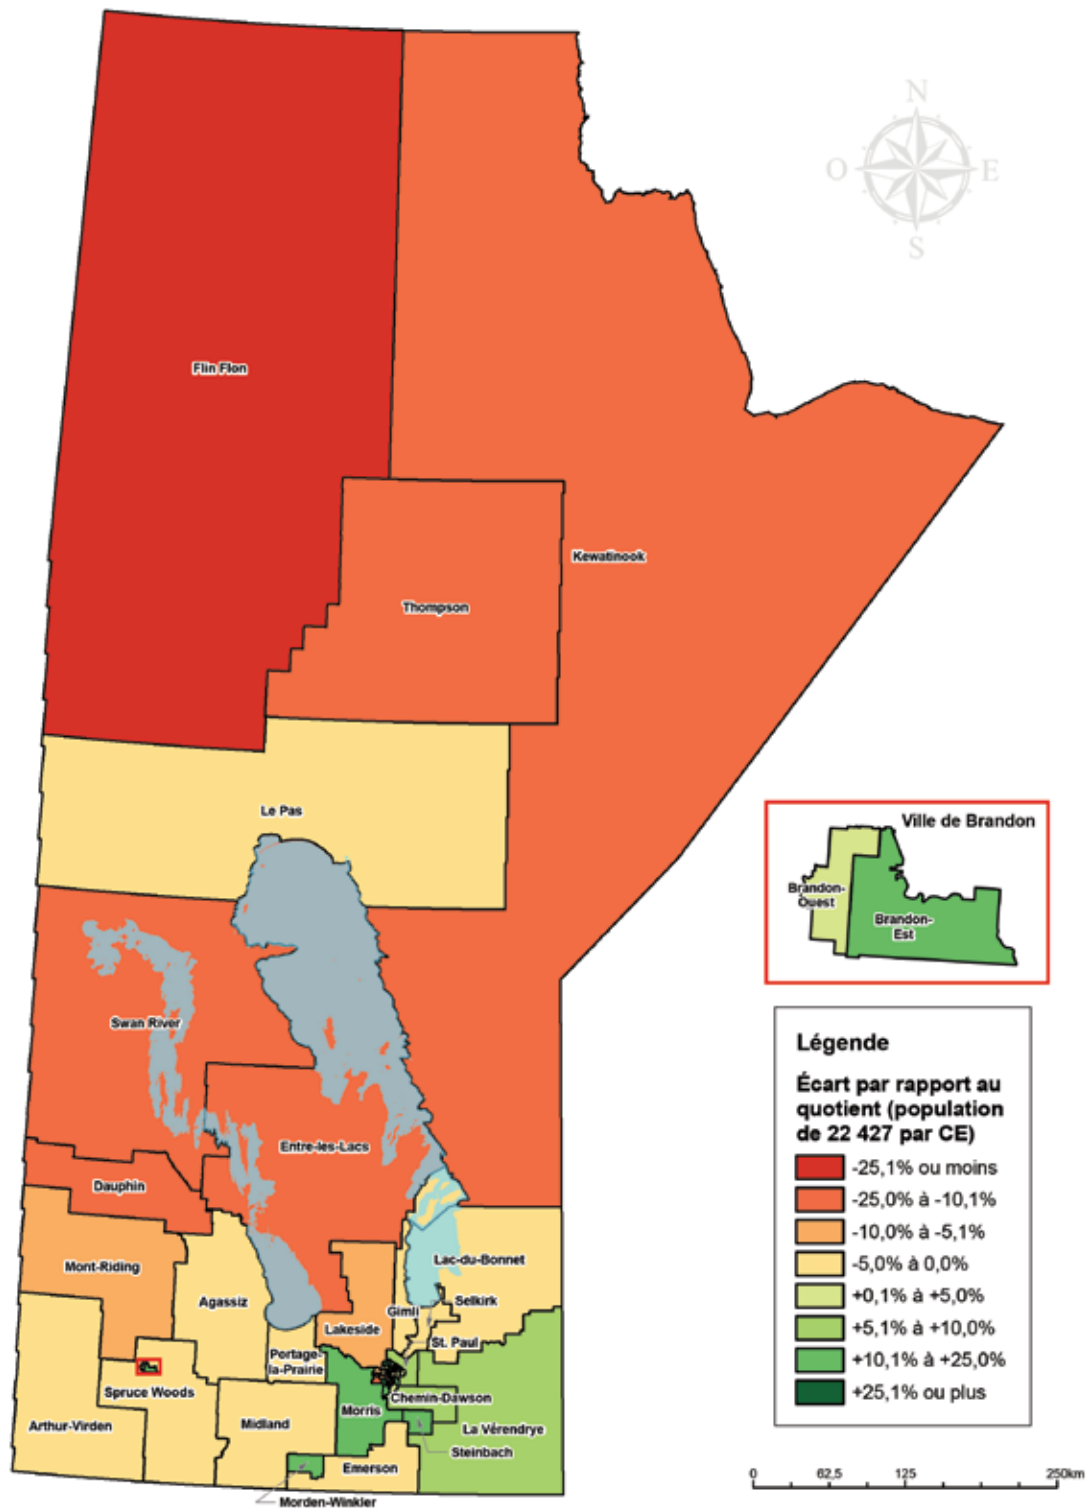 N
O
E
S
Flin Flon
Kewatinook
Thompson
Le Pas
Ville de Brandon
Brandon-
Ouest
Brandon-
Est
Swan River
Entre-les-Lacs
Dauphin
Mont-Riding
Agassiz
Lac-du-Bonnet
Selkirk
Gimli
Lakeside
St. Paul
Portage-
la-Prairie
Spruce Woods
Chemin-Dawson
Morris
Arthur-Virden
Midland
La Vérendrye
Steinbach
Emerson
Morden-Winkler
Légende
Écart par rapport au
quotient (population
de 22 427 par CE)
-25,1% ou moins
-25,0% à -10,1%
-10,0% à -5,1%
-5,0% à 0,0%
+0,1% à +5,0%
+5,1% à +10,0%
+10,1% à +25,0%
+25,1% ou plus
0 62,5 125 250km